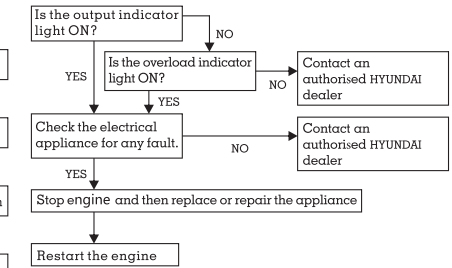 Is the output indicator
light ON?
NO
Is the overload indicator
light ON?
YES
NO
Contact an
authorised HYUNDAI
dealer
YES
Check the electrical
appliance for any fault.
NO
Contact an
authorised HYUNDAI
dealer
YES
Stop engine and then replace or repair the appliance
Restart the engine